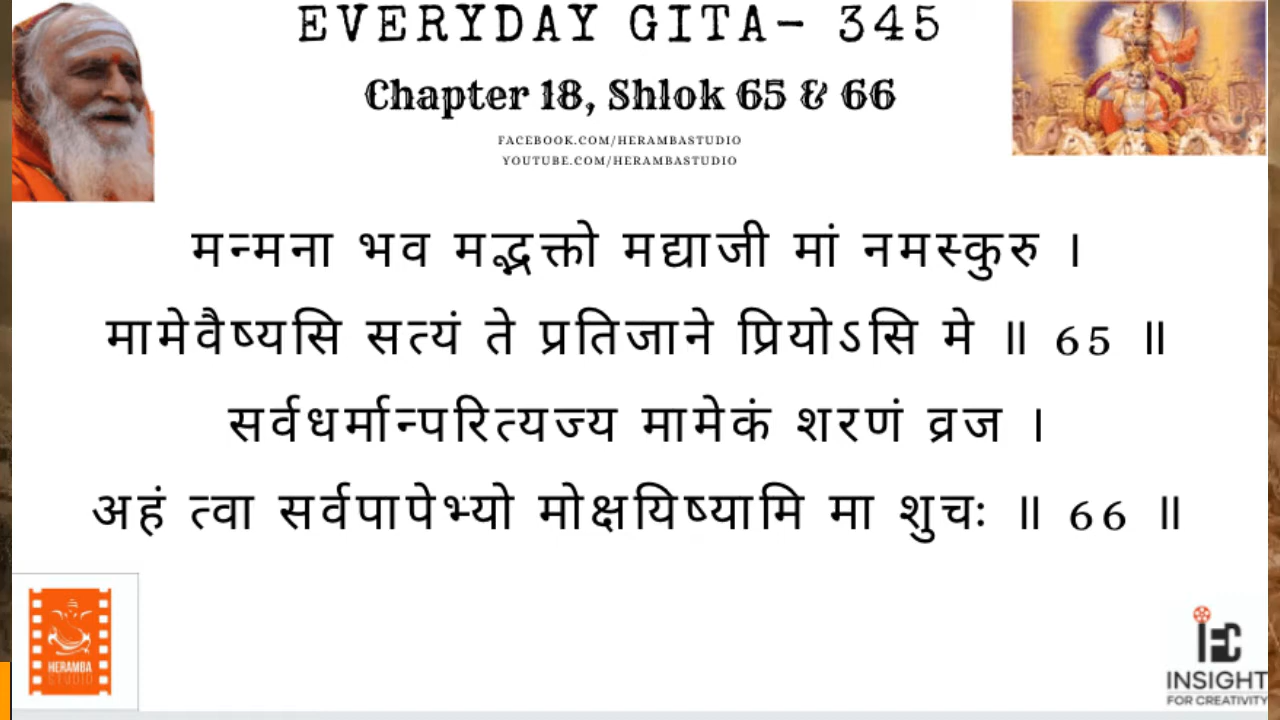 EVERYDAY GITA- 345
Chapter 18, Shlok 65 & 66
FACEBOOK.COM/HERAMBASTUDIO
YOUTUBE.COM/HERAMBASTUDIO
मन्मना भव मद्भक्तो मद्याजी मां नमस्कुरु ।
मामेवैष्यसि सत्यं ते प्रतिजाने प्रियोऽसि मे ॥ 65 ॥
सर्वधर्मान्परित्यज्य मामेकं शरणं व्रज ।
अहं त्वा सर्वपापेभ्यो मोक्षयिष्यामि मा शुचः ॥ 66 ॥
HERAMBA
STUDIO
IFC
INSIGHT
FOR CREATIVITY